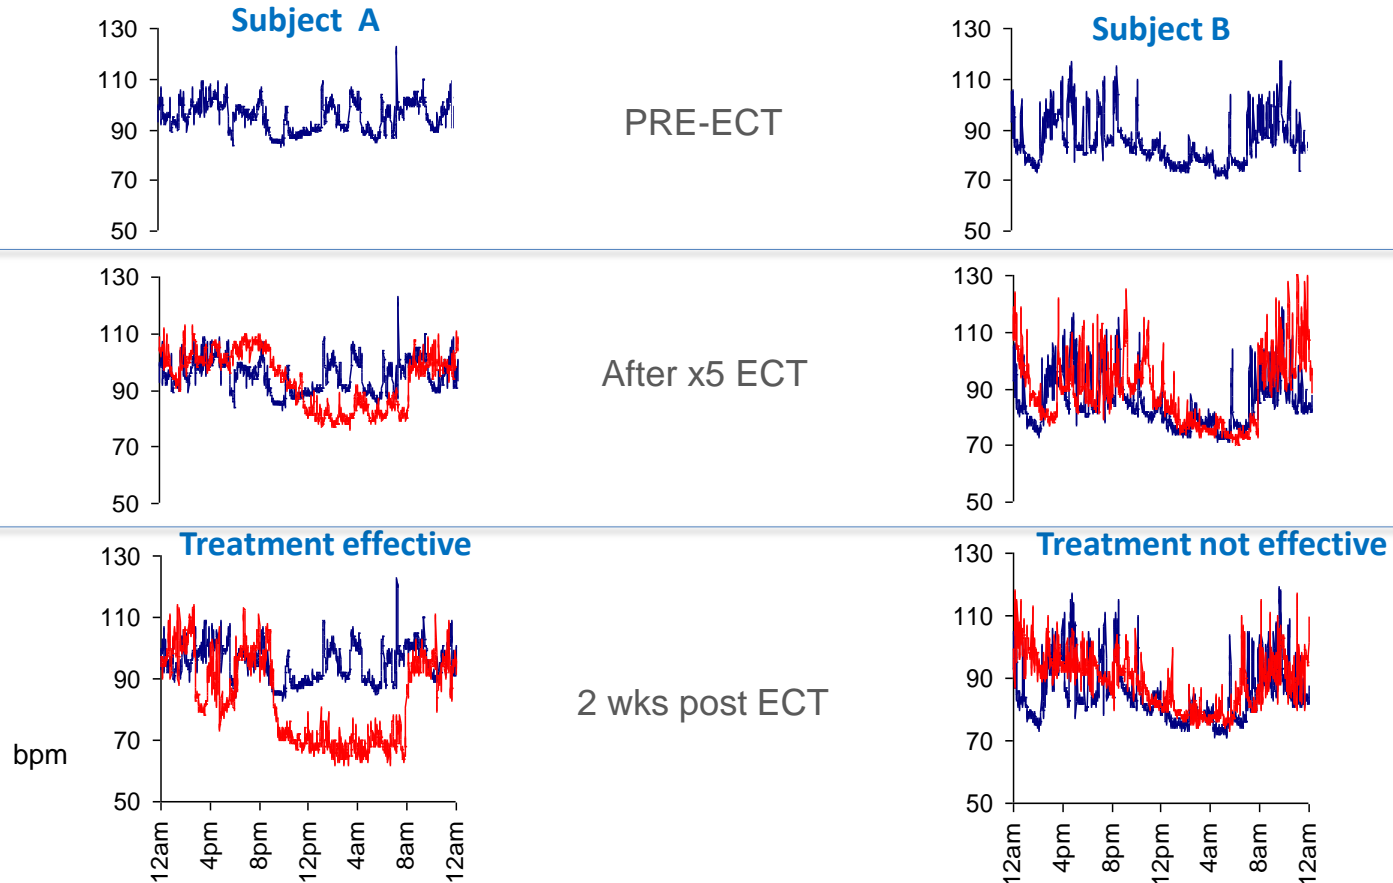 Subject A
Subject B
130
110
90
70
50
PRE-ECT
130
110
90
70
50
130
110
90
70
50
After x5 ECT
130
110
90
70
50
Treatment effective
Treatment not effective
130
110
90
70
50
bpm
12am
4pm
8pm
12pm
4am
8am
12am
2 wks post ECT
130
110
90
70
50
12am
4pm
8pm
12pm
4am
8am
12am